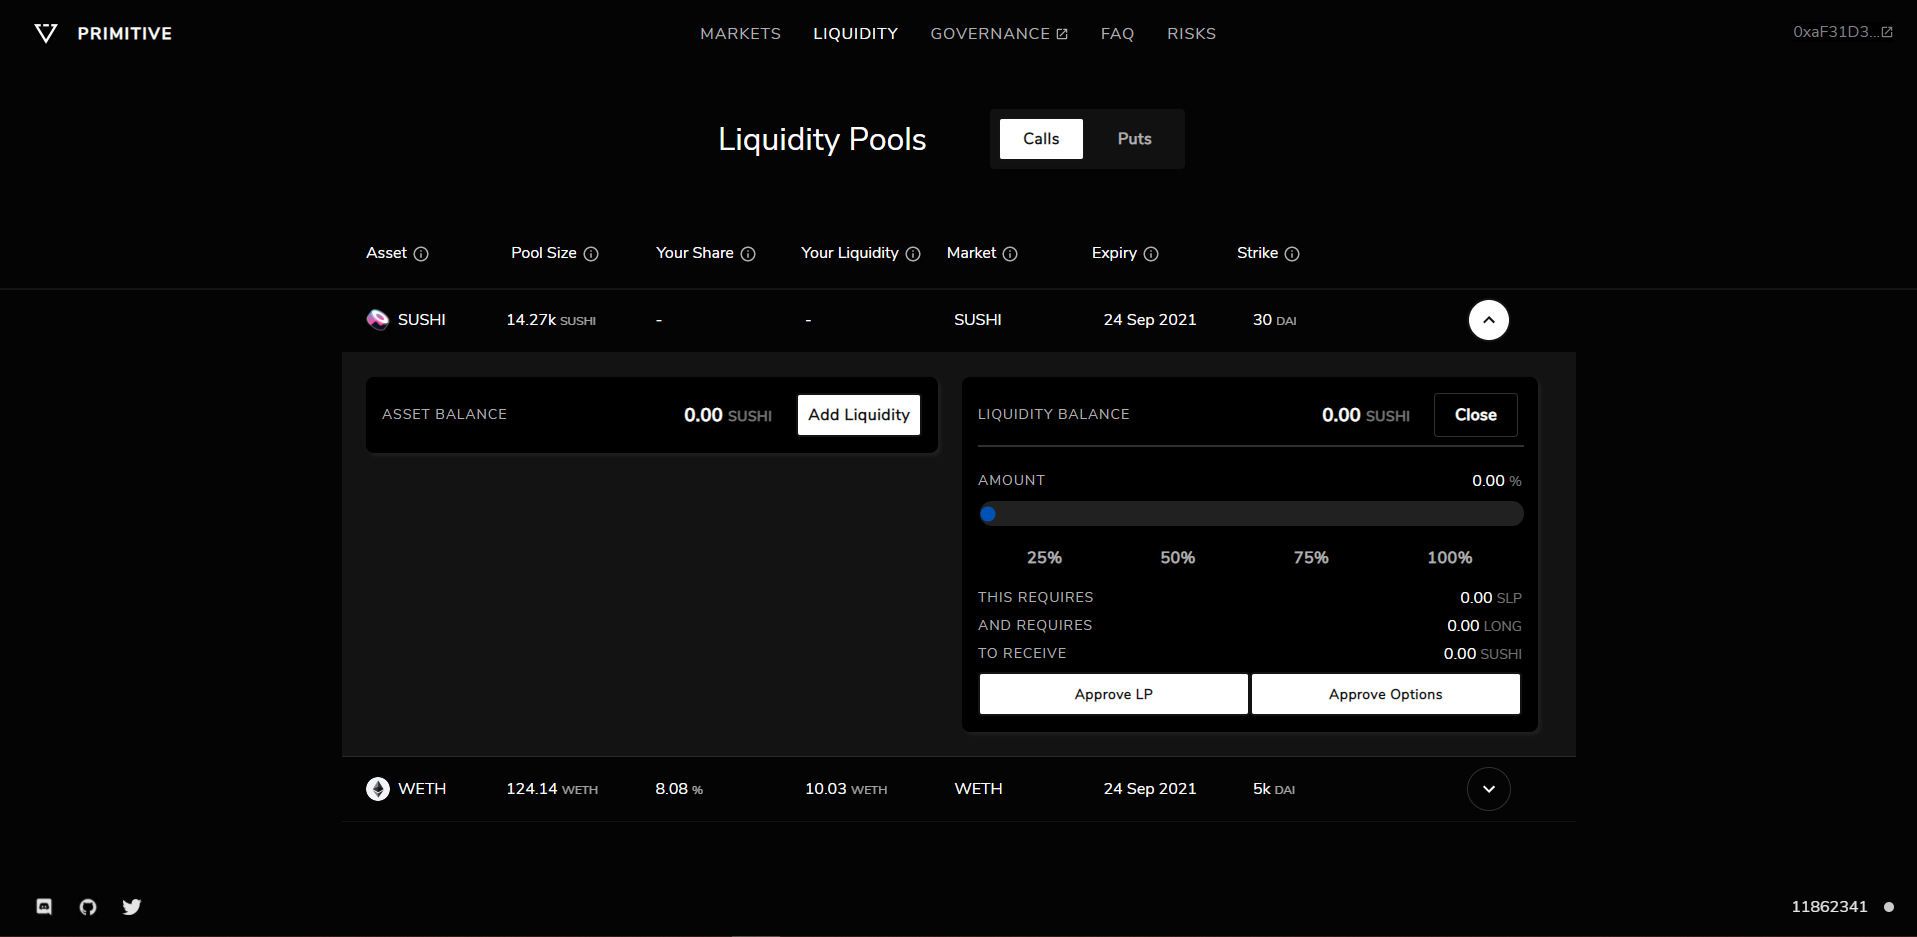 PRIMITIVE
MARKETS LIQUIDITY GOVERNANCE FAQ RISKS
0xaF31D3...
Liquidity Pools
Calls Puts
Asset Pool Size Your Share Your Liquidity Market Expiry Strike
SUSHI 14.27k SUSHI - - SUSHI 24 Sep 2021 30 DAI
ASSET BALANCE 0.00 SUSHI Add Liquidity
LIQUIDITY BALANCE 0.00 SUSHI Close
AMOUNT 0.00 %
25% 50% 75% 100%
THIS REQUIRES 0.00 SLP
AND REQUIRES 0.00 LONG
TO RECEIVE 0.00 SUSHI
Approve LP Approve Options
WETH 124.14 WETH 8.08 % 10.03 WETH WETH 24 Sep 2021 5k DAI
11862341